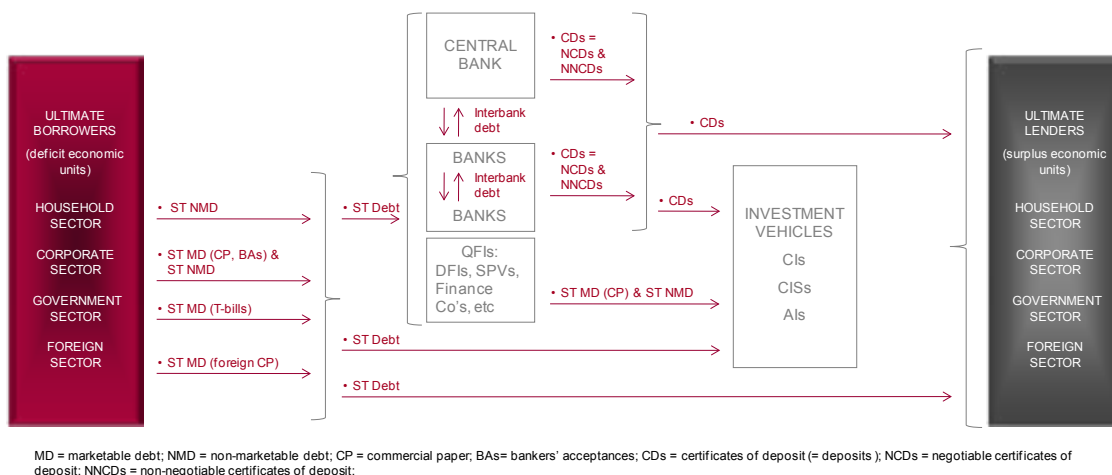 ULTIMATE
BORROWERS
(deficit economic
units)
HOUSEHOLD
SECTOR
CORPORATE
SECTOR
GOVERNMENT
SECTOR
FOREIGN
SECTOR
• ST NMD
• ST MD (CP, BAs) &
ST NMD
• ST MD (T-bills)
• ST MD (foreign CP)
• ST Debt
CENTRAL
BANK
Interbank
debt
BANKS
Interbank
debt
BANKS
QFIs:
DFIs, SPVs,
Finance
Co's, etc
• CDs =
NCDs &
NNCDs
• CDs =
NCDs &
NNCDs
• ST MD (CP) & ST NMD
• ST Debt
• ST Debt
• CDs
• CDs
INVESTMENT
VEHICLES
CIs
CISs
AIs
ULTIMATE
LENDERS
(surplus economic
units)
HOUSEHOLD
SECTOR
CORPORATE
SECTOR
GOVERNMENT
SECTOR
FOREIGN
SECTOR
MD = marketable debt; NMD = non-marketable debt; CP = commercial paper; BAs= bankers' acceptances; CDs = certificates of deposit (= deposits); NCDs = negotiable certificates of
deposit; NNCDs = non-negotiable certificates of deposit;